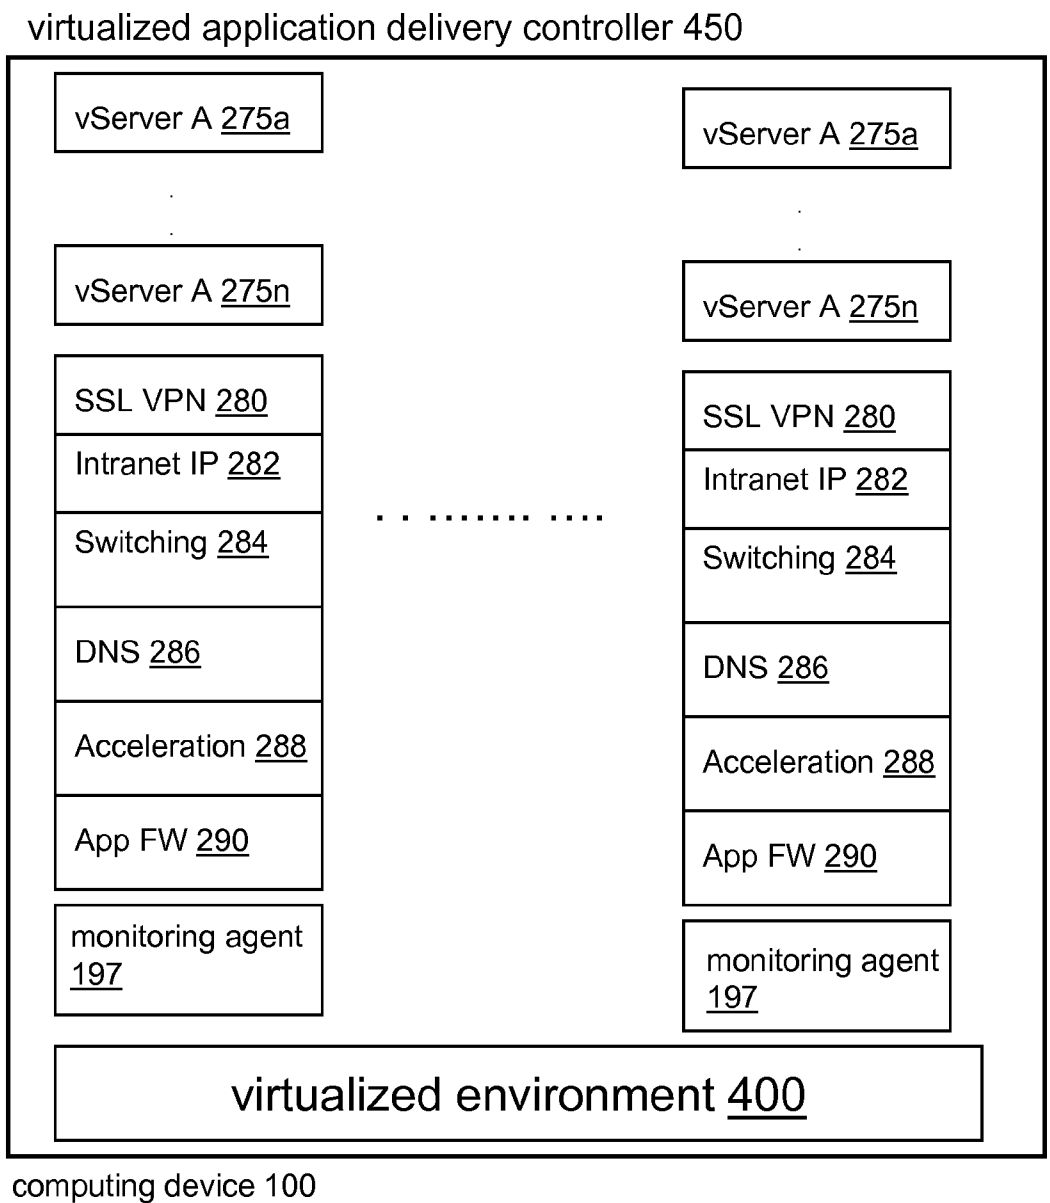 virtualized application delivery controller 450
vServer A 275a
vServer A 275n
SSL VPN 280
Intranet IP 282
Switching 284
DNS 286
Acceleration 288
App FW 290
monitoring agent
197
vServer A 275a
vServer A 275n
SSL VPN 280
Intranet IP 282
Switching 284
DNS 286
Acceleration 288
App FW 290
monitoring agent
197
virtualized environment 400
computing device 100